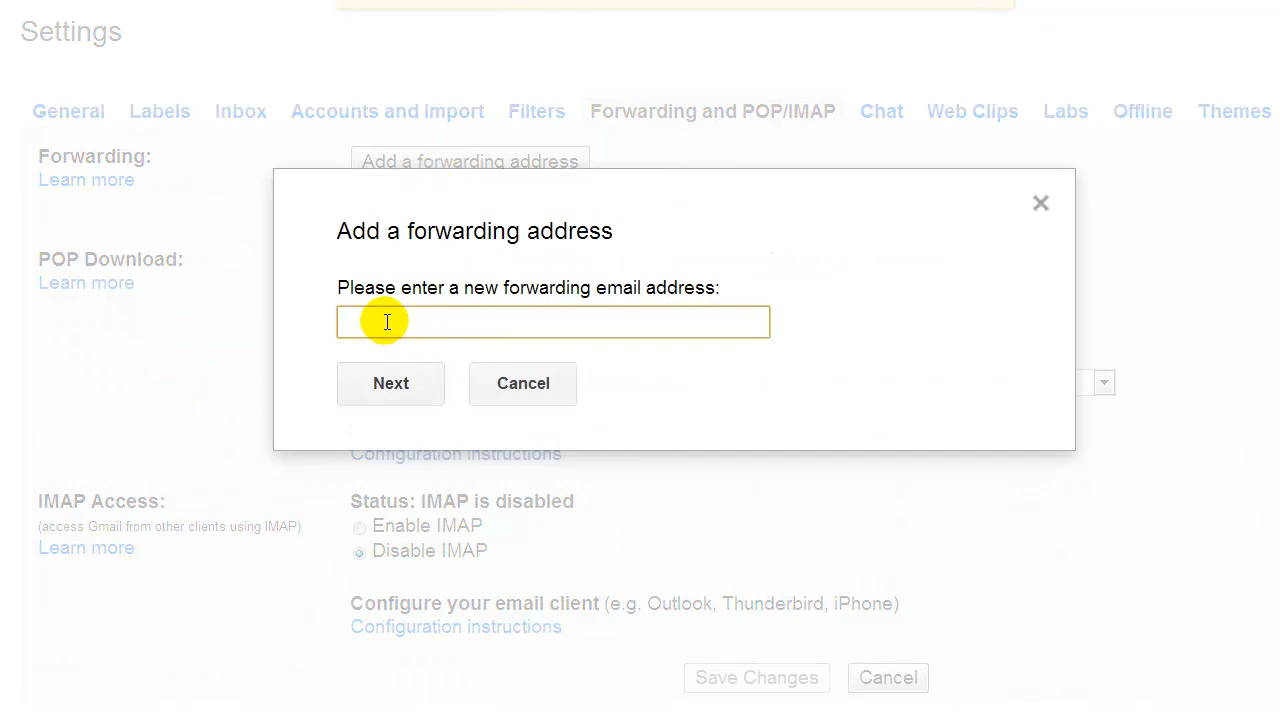 Settings
General Labels Inbox Accounts and Import Filters Forwarding and POP/IMAP Chat Web Clips Labs Offline Themes
Forwarding:
Learn more
Add a forwarding address
POP Download:
Learn more
Add a forwarding address
Please enter a new forwarding email address:
Next Cancel
Configuration instructions
IMAP Access:
(access Gmail from other clients using IMAP)
Learn more
Status: IMAP is disabled
Enable IMAP
Disable IMAP
Configure your email client (e.g. Outlook, Thunderbird, iPhone)
Configuration instructions
Save Changes Cancel